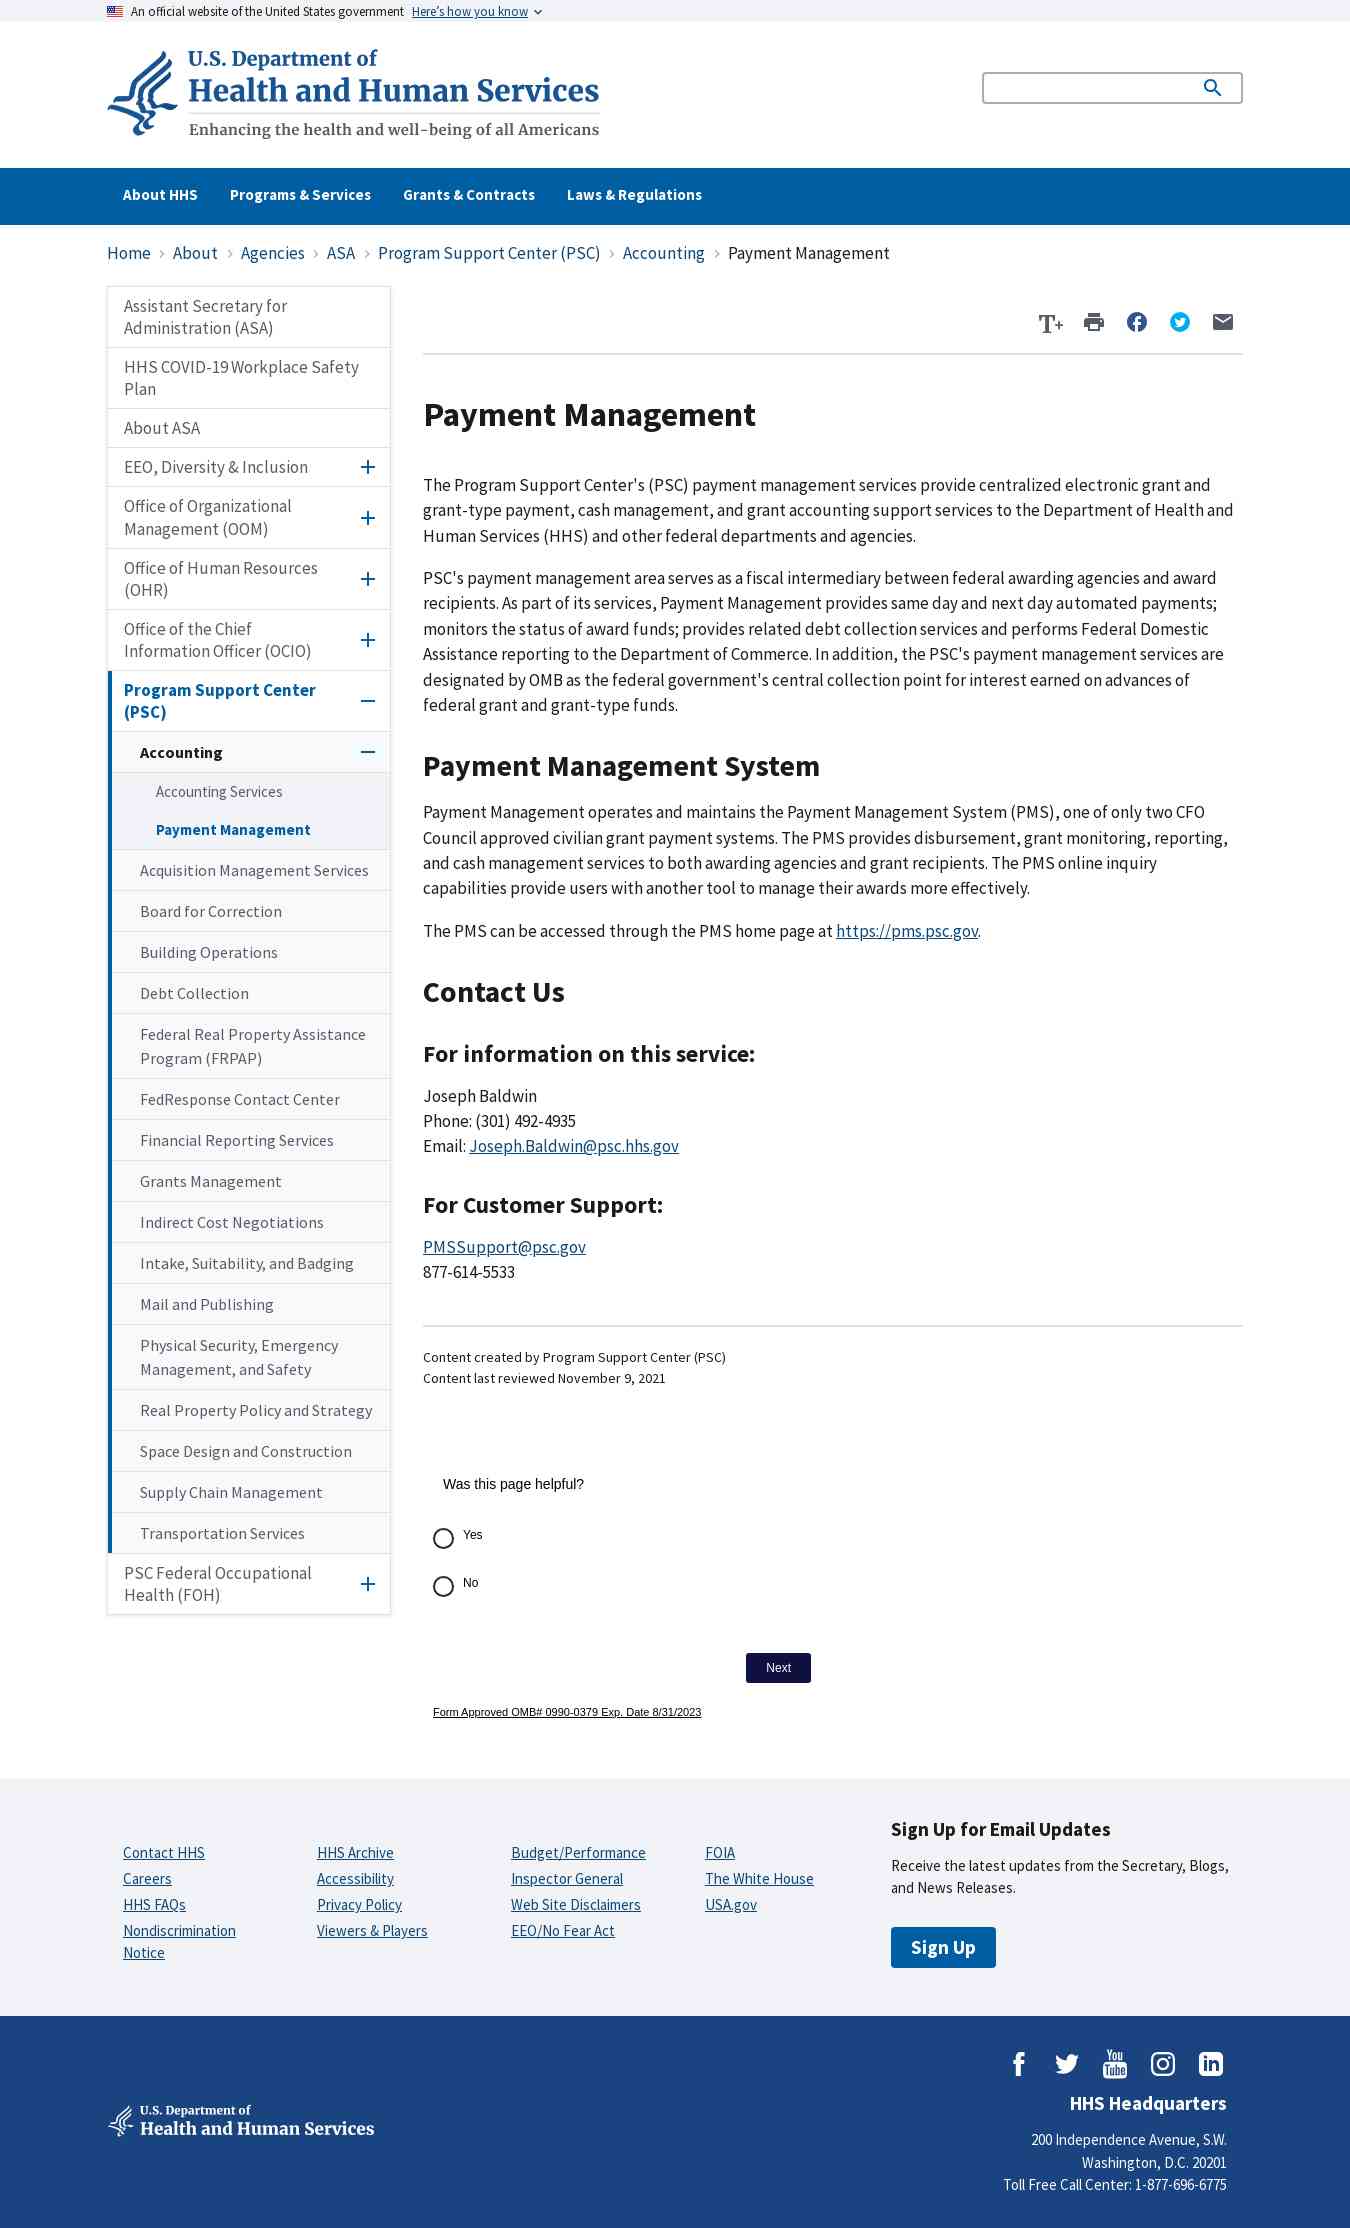 An official website of the United States government Here's how you know
U.S. Department of
Health and Human Services
Enhancing the health and well-being of all Americans
About HHS Programs & Services Grants & Contracts Laws & Regulations
Home › About › Agencies › ASA › Program Support Center (PSC) › Accounting › Payment Management
Assistant Secretary for
Administration (ASA)
HHS COVID-19 Workplace Safety
Plan
About ASA
EEO, Diversity & Inclusion
Office of Organizational
Management (OOM)
Office of Human Resources
(OHR)
Office of the Chief
Information Officer (OCIO)
Program Support Center
(PSC)
Accounting
Accounting Services
Payment Management
Acquisition Management Services
Board for Correction
Building Operations
Debt Collection
Federal Real Property Assistance
Program (FRPAP)
FedResponse Contact Center
Financial Reporting Services
Grants Management
Indirect Cost Negotiations
Intake, Suitability, and Badging
Mail and Publishing
Physical Security, Emergency
Management, and Safety
Real Property Policy and Strategy
Space Design and Construction
Supply Chain Management
Transportation Services
PSC Federal Occupational
Health (FOH)
T+
Payment Management
The Program Support Center's (PSC) payment management services provide centralized electronic grant and
grant-type payment, cash management, and grant accounting support services to the Department of Health and
Human Services (HHS) and other federal departments and agencies.
PSC's payment management area serves as a fiscal intermediary between federal awarding agencies and award
recipients. As part of its services, Payment Management provides same day and next day automated payments;
monitors the status of award funds; provides related debt collection services and performs Federal Domestic
Assistance reporting to the Department of Commerce. In addition, the PSC's payment management services are
designated by OMB as the federal government's central collection point for interest earned on advances of
federal grant and grant-type funds.
Payment Management System
Payment Management operates and maintains the Payment Management System (PMS), one of only two CFO
Council approved civilian grant payment systems. The PMS provides disbursement, grant monitoring, reporting,
and cash management services to both awarding agencies and grant recipients. The PMS online inquiry
capabilities provide users with another tool to manage their awards more effectively.
The PMS can be accessed through the PMS home page at https://pms.psc.gov.
Contact Us
For information on this service:
Joseph Baldwin
Phone: (301) 492-4935
Email: Joseph.Baldwin@psc.hhs.gov
For Customer Support:
PMSSupport@psc.gov
877-614-5533
Content created by Program Support Center (PSC)
Content last reviewed November 9, 2021
Was this page helpful?
Yes
No
Next
Form Approved OMB# 0990-0379 Exp. Date 8/31/2023
Contact HHS
Careers
HHS FAQs
Nondiscrimination
Notice
HHS Archive
Accessibility
Privacy Policy
Viewers & Players
Budget/Performance
Inspector General
Web Site Disclaimers
EEO/No Fear Act
FOIA
The White House
USA.gov
Sign Up for Email Updates
Receive the latest updates from the Secretary, Blogs,
and News Releases.
Sign Up
You
Tube
U.S. Department of
Health and Human Services
HHS Headquarters
200 Independence Avenue, S.W.
Washington, D.C. 20201
Toll Free Call Center: 1-877-696-6775